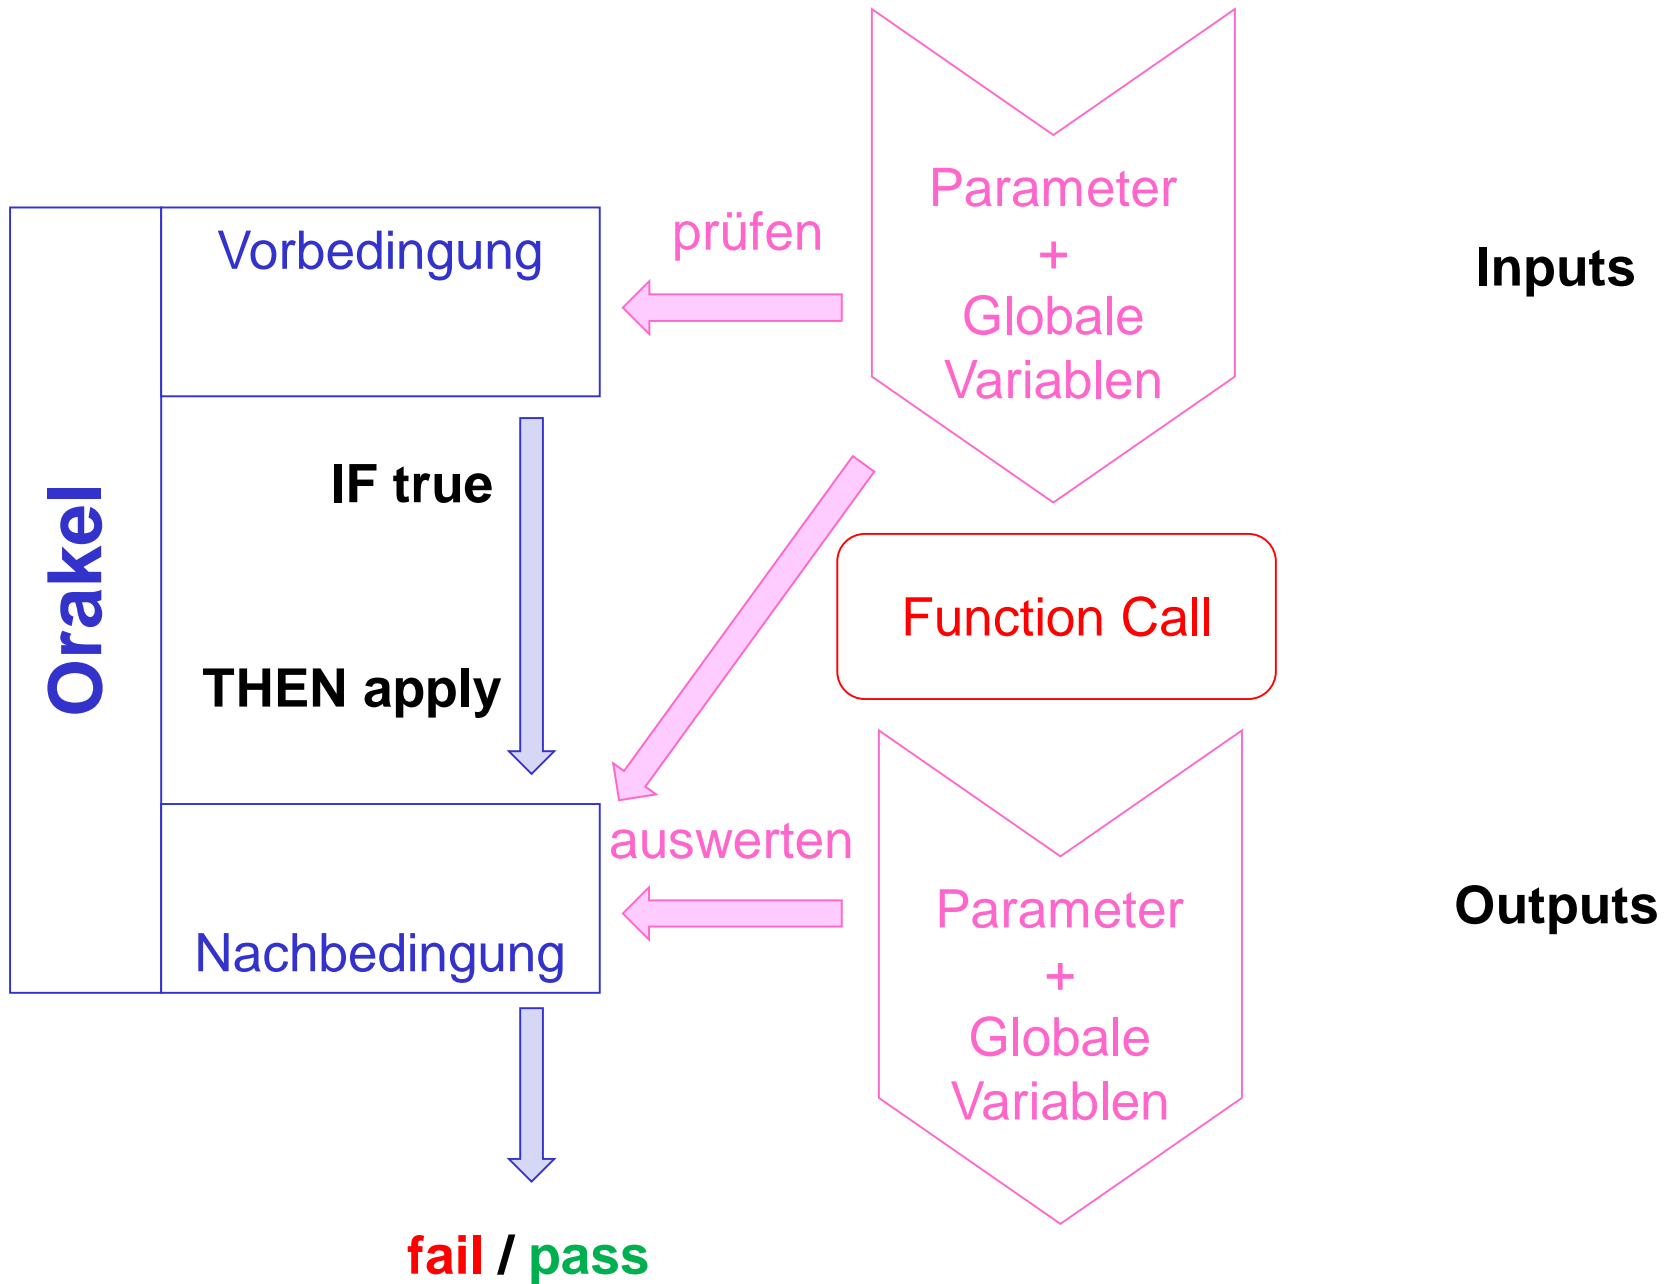 Parameter
+
Globale
Variablen
Inputs
prüfen
Vorbedingung
Orakel
IF true
THEN apply
Function Call
auswerten
Nachbedingung
Parameter
+
Globale
Variablen
Outputs
fail / pass